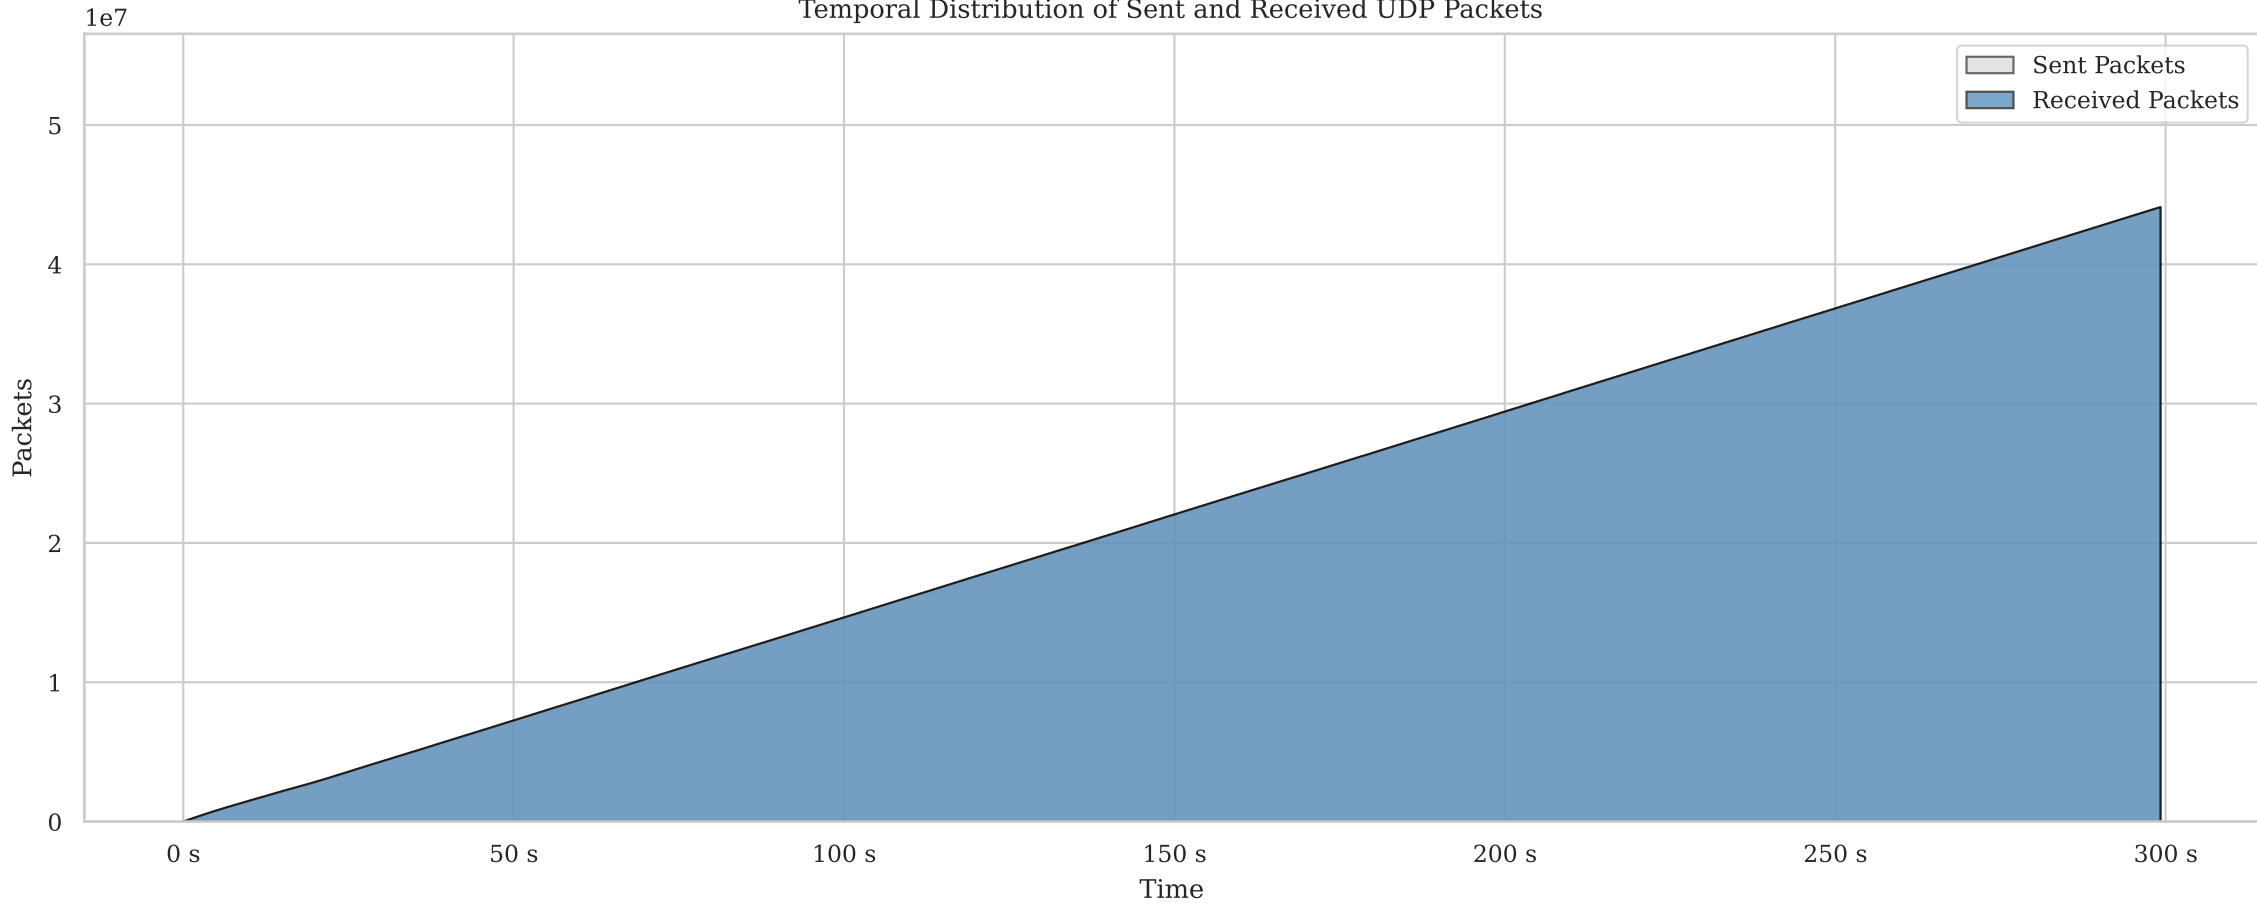 Temporal Distribution of Sent and Received UDP Packets
1e7
Sent Packets
Received Packets
5
4
3
2
1
0
Packets
0 s 50 s 100 s 150 s 200 s 250 s 300 s
Time